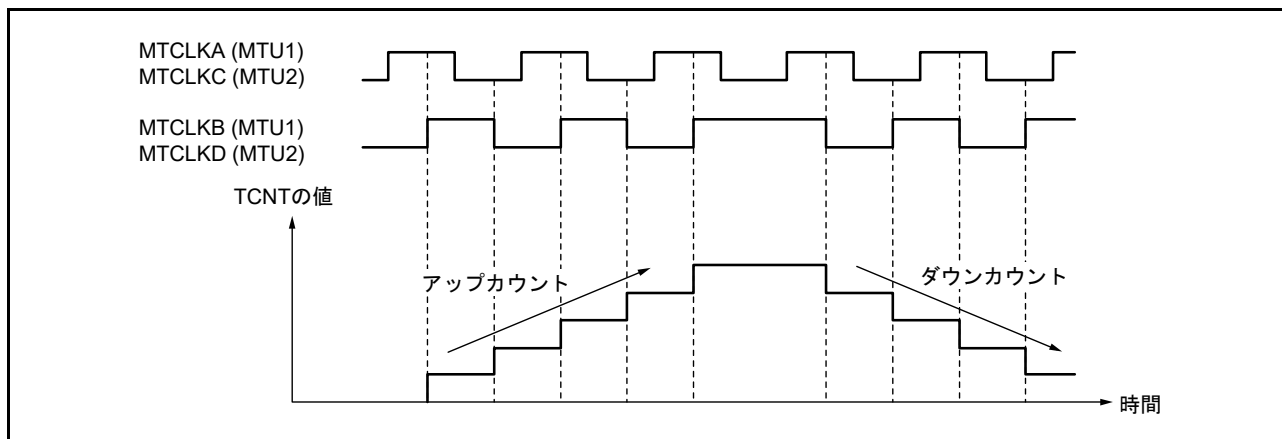 MTCLKA (MTU1)
MTCLKC (MTU2)
MTCLKB (MTU1)
MTCLKD (MTU2)
TCNTの値
アップカウント
ダウンカウント
時間